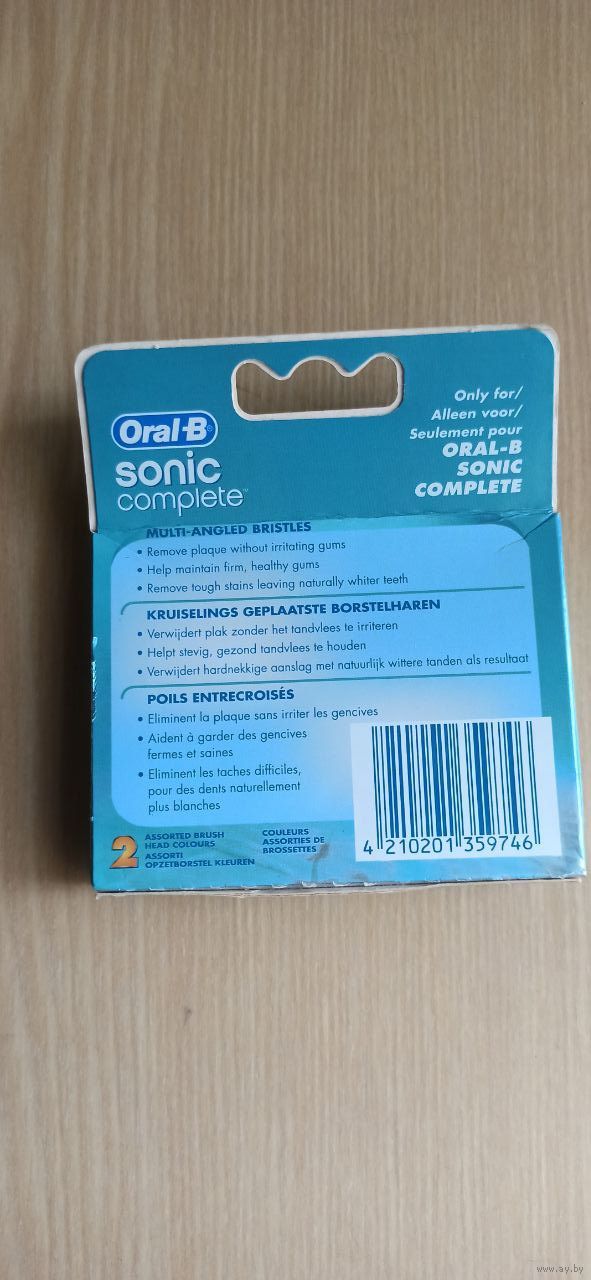 Oral-B
sonic
complete™
Only for/
Alleen voor/
Seulement pour
ORAL-B
SONIC
COMPLETE
MULTI-ANGLED BRISTLES
• Remove plaque without irritating gums
• Help maintain firm, healthy gums
• Remove tough stains leaving naturally whiter teeth
KRUISELINGS GEPLAATSTE BORSTELHAREN
• Verwijdert plak zonder het tandvlees te irriteren
• Helpt stevig, gezond tandvlees te houden
• Verwijdert hardnekkige aanslag met natuurlijk wittere tanden als resultaat
POILS ENTRECROISÉS
• Eliminent la plaque sans irriter les gencives
• Aident à garder des gencives
fermes et saines
• Eliminent les taches difficiles,
pour des dents naturellement
plus blanches
2
ASSORTED BRUSH
HEAD COLOURS
ASSORTI
OPZETBORSTEL KLEUREN
COULEURS
ASSORTIES DE
BROSSETTES
4 210201 359746
www.ay.by